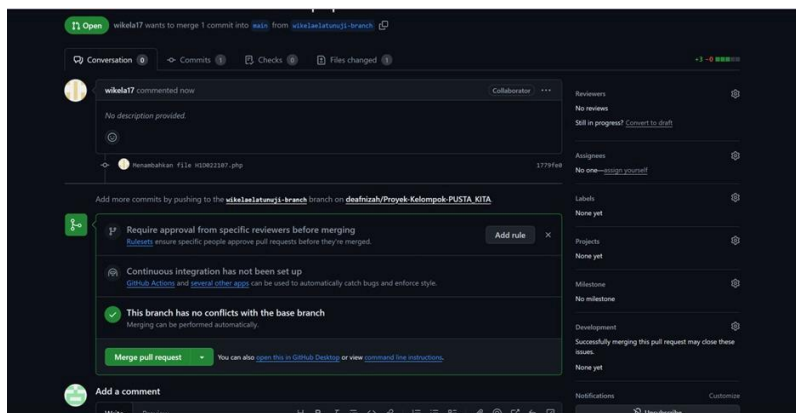 Open wikela17 wants to merge 1 commit into main from wikelaelatunuji-branch
Conversation 0 Commits 1 Checks 0 Files changed 1 +3 −0
wikela17 commented now Collaborator
No description provided.
Menambahkan file H1D022107.php 1779fe0
Add more commits by pushing to the wikelaelatunuji-branch branch on deafnizah/Proyek-Kelompok-PUSTA_KITA.
Require approval from specific reviewers before merging
Rulesets ensure specific people approve pull requests before they're merged.
Add rule
Continuous integration has not been set up
GitHub Actions and several other apps can be used to automatically catch bugs and enforce style.
This branch has no conflicts with the base branch
Merging can be performed automatically.
Merge pull request You can also open this in GitHub Desktop or view command line instructions.
Add a comment
Reviewers
No reviews
Still in progress? Convert to draft
Assignees
No one—assign yourself
Labels
None yet
Projects
None yet
Milestone
No milestone
Development
Successfully merging this pull request may close these
issues.
None yet
Notifications Customize
Unsubscribe